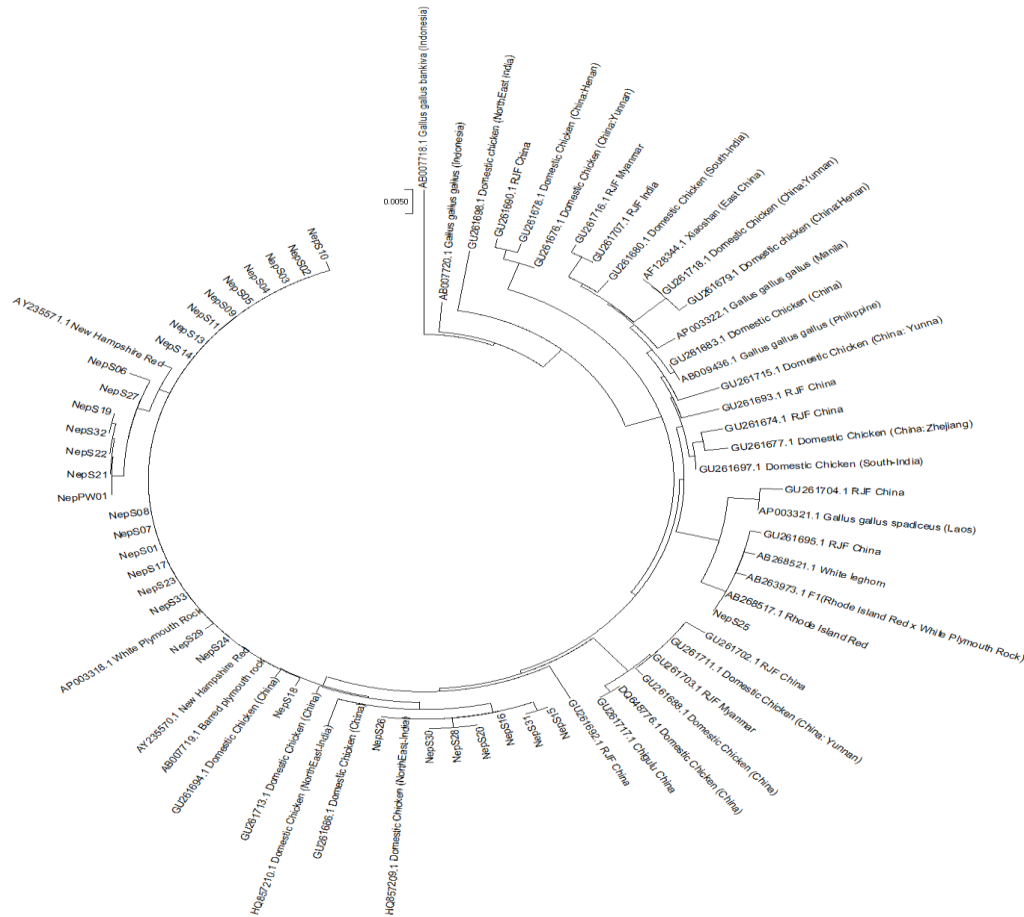 AB007718.1 Gallus gallus bankiva (Indonesia)
0.0050
AB007720.1 Gallus gallus gallus (Indonesia)
GU261698.1 Domestic chicken (NorthEast india)
GU261690.1 RJF China
GU261678.1 Domestic Chicken (China:Henan)
GU261676.1 Domestic Chicken (China:Yunnan)
GU261716.1 RJF Myanmar
GU261707.1 RJF India
GU261680.1 Domestic Chicken (South-India)
AF128344.1 Xiaoshan (East China)
GU261718.1 Domestic Chicken (China:Yunnan)
GU261679.1 Domestic chicken (China:Henan)
AP003322.1 Gallus gallus gallus (Manila)
GU261683.1 Domestic Chicken (China)
AB009436.1 Gallus gallus (Philippine)
GU261715.1 Domestic Chicken (China: Yunna)
GU261693.1 RJF China
GU261674.1 RJF China
GU261677.1 Domestic Chicken (China:Zhejiang)
GU261697.1 Domestic Chicken (South-India)
GU261704.1 RJF China
AP003321.1 Gallus gallus spadiceus (Laos)
GU261695.1 RJF China
AB268521.1 White leghorn
AB263973.1 F1(Rhode Island Red x White Plymouth Rock)
AB268517.1 Rhode Island Red
NepS25
GU261702.1 RJF China
GU261711.1 Domestic Chicken (China: Yunnan)
GU261703.1 RJF Myanmar
GU261688.1 Domestic Chicken (China)
DQ648776.1 Domestic Chicken (China)
GU261717.1 Chigulu China
GU261692.1 RJF China
NepS15
NepS31
NepS16
NepS20
NepS28
NepS30
HQ857209.1 Domestic Chicken (NorthEast-India)
NepS26
GU261686.1 Domestic Chicken (China)
HQ857210.1 Domestic Chicken (NorthEast-India)
GU261713.1 Domestic Chicken (China)
NepS18
GU261694.1 Domestic Chicken (China)
AB007719.1 Barred plymouth rock
AY235570.1 New Hampshire Red
NepS24
NepS29
AP003318.1 White Plymouth Rock
NepS33
NepS23
NepS17
NepS01
NepS07
NepS08
NepPW01
NepS21
NepS22
NepS32
NepS19
NepS27
NepS06
AY235571.1 New Hampshire Red
NepS14
NepS13
NepS11
NepS09
NepS05
NepS04
NepS03
NepS02
NepS10